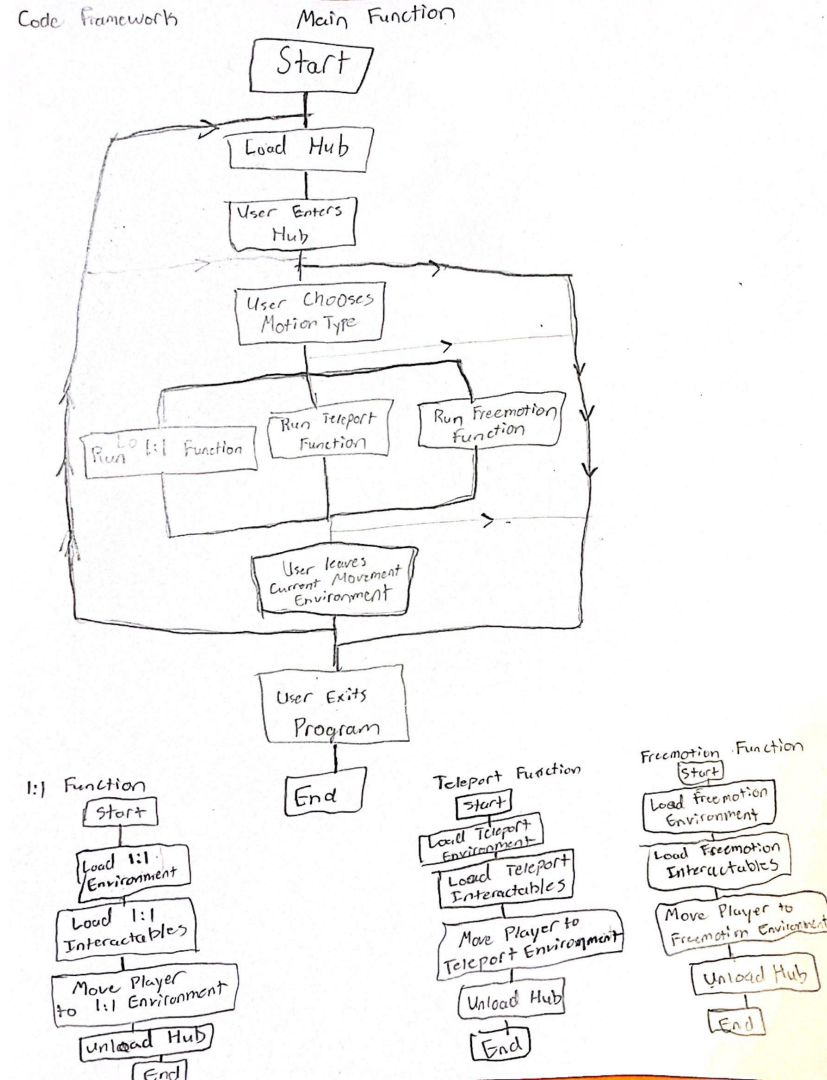 Code Framework
Main Function
Start
Load Hub
User Enters
Hub
User Chooses
Motion Type
Run 1:1 Function
Run Teleport
Function
Run Freemotion
Function
User leaves
Current Movement
Environment
User Exits
Program
End
1:1 Function
Start
Load 1:1
Environment
Load 1:1
Interactables
Move Player
to 1:1 Environment
Unload Hub
End
Teleport Function
Start
Load Teleport
Environment
Load Teleport
Interactables
Move Player to
Teleport Environment
Unload Hub
End
Freemotion Function
Start
Load Freemotion
Environment
Load Freemotion
Interactables
Move Player to
Freemotion Environment
Unload Hub
End